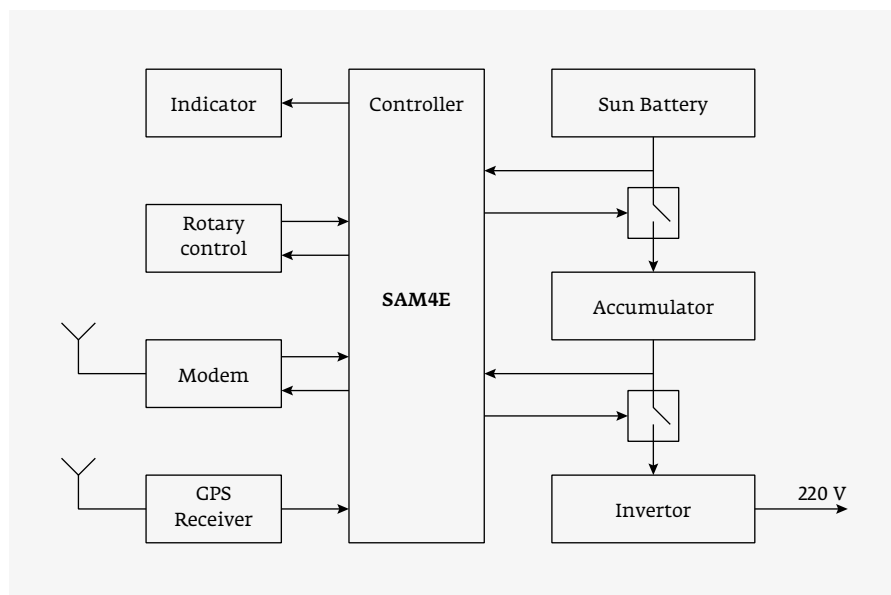 Indicator
Controller
Sun Battery
Rotary
control
SAM4E
Accumulator
Modem
GPS
Receiver
Invertor
220 V